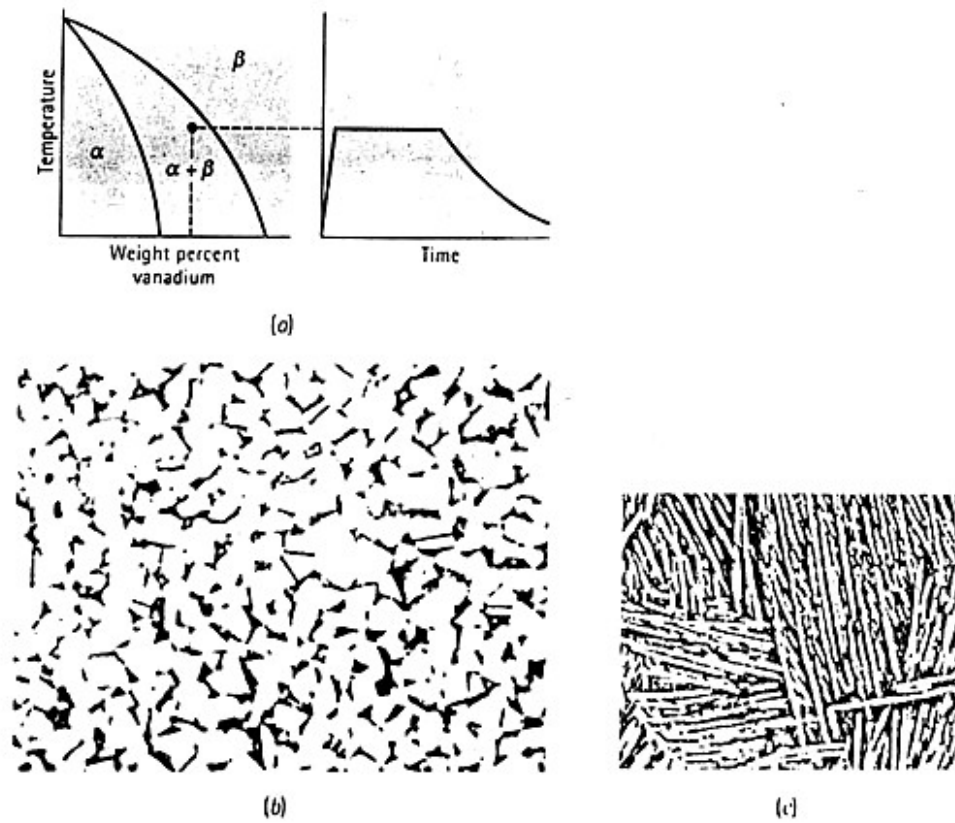 β
Temperature
α
α + β
Weight percent
vanadium
Time
(a)
(b)
(c)